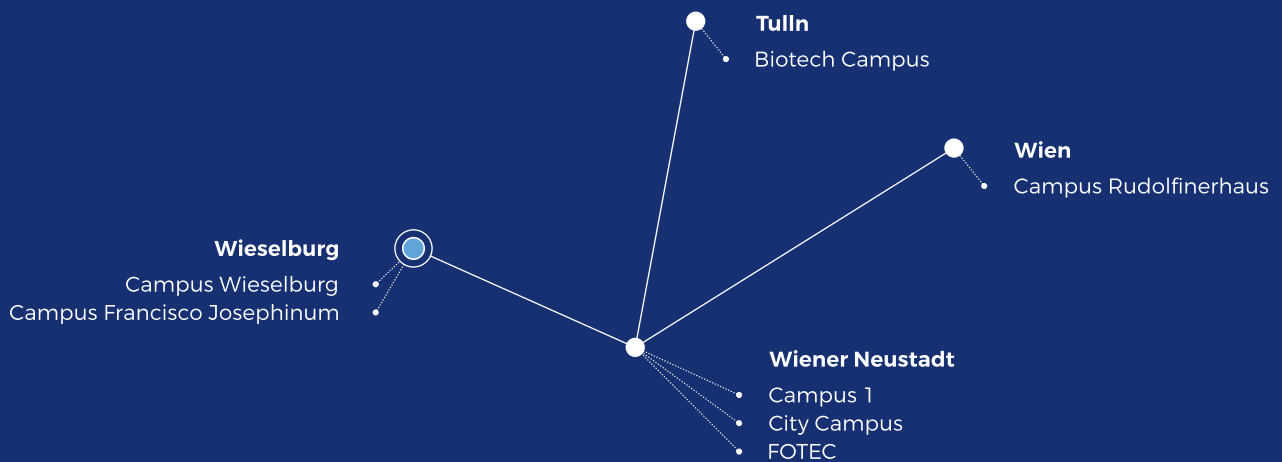 Tulln
Biotech Campus
Wien
Campus Rudolfinerhaus
Wieselburg
Campus Wieselburg
Campus Francisco Josephinum
Wiener Neustadt
Campus 1
City Campus
FOTEC